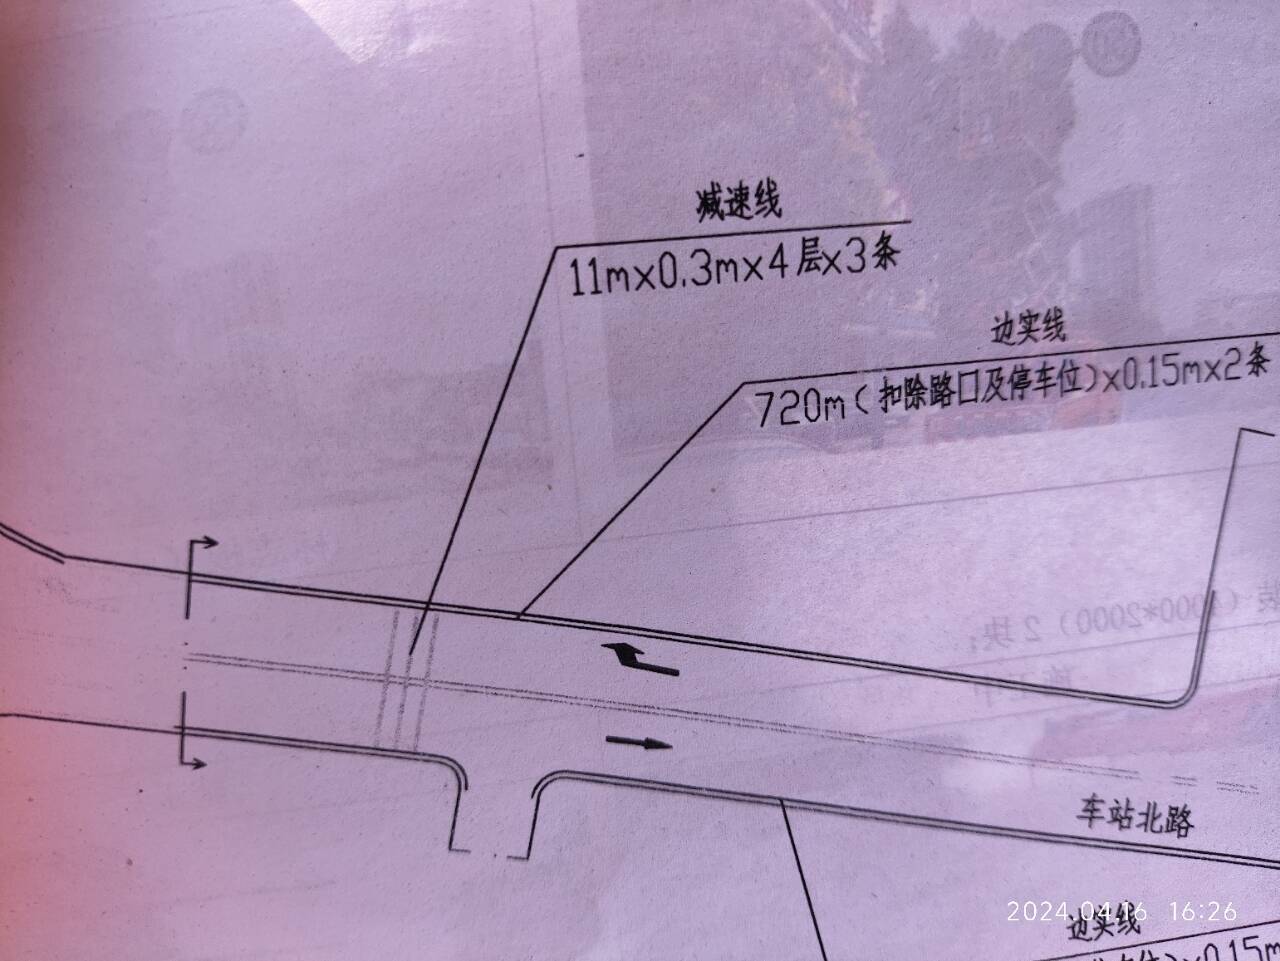 减速线
11m×0.3m×4层×3条
边实线
720m(扣除路口及停车位)×0.15m×2条
车站北路
2024.04.16 16:26
边实线
×0.15m